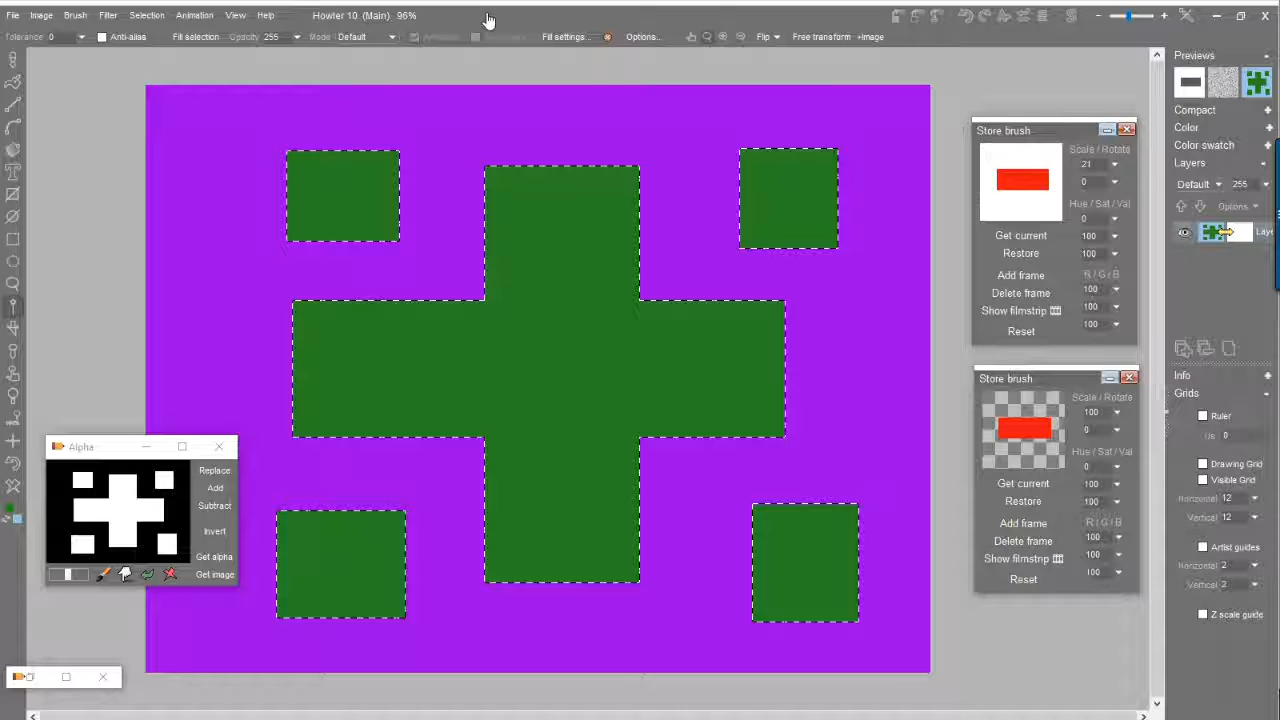 File Image Brush Filter Selection Animation View Help Howler 10 (Main) 96%
Tolerance 0 Anti-alias Fill selection Opacity 255 Mode Default Fill settings... Options... Flip Free transform +Image
Previews
Compact
Color
Color swatch
Layers
Default 255
Options
Laye
Info
Grids
Ruler
Us 0
Drawing Grid
Visible Grid
Horizontal 12
Vertical 12
Artist guides
Horizontal 2
Vertical 2
Z scale guide
Store brush
Scale / Rotate
21
0
Hue / Sat / Val
0
Get current 100
Restore 100
Add frame R / G / B
Delete frame 100
Show filmstrip 100
Reset 100
Store brush
Scale / Rotate
100
0
Hue / Sat / Val
0
Get current 100
Restore 100
Add frame R / G / B
Delete frame 100
Show filmstrip 100
Reset 100
Alpha
Replace
Add
Subtract
Invert
Get alpha
Get image